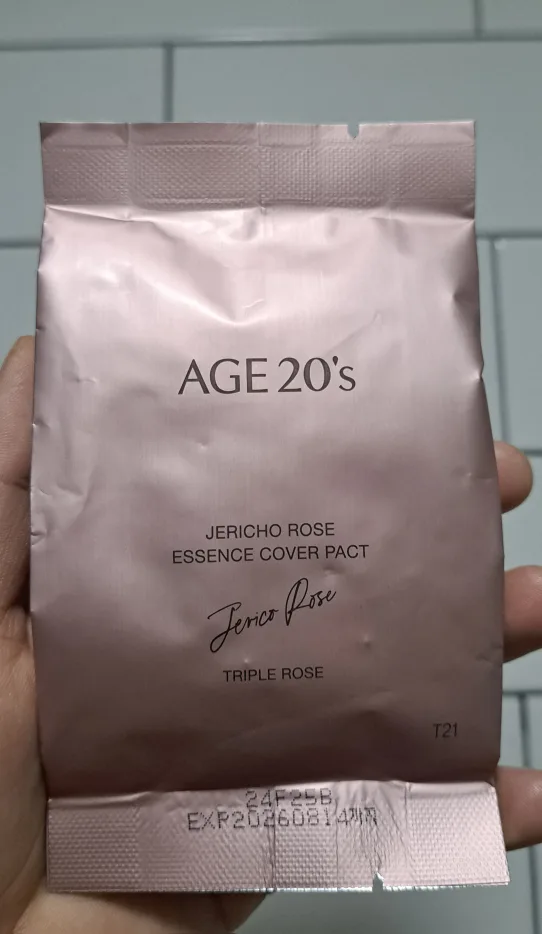 AGE 20's
JERICHO ROSE
ESSENCE COVER PACT
Jerico Rose
TRIPLE ROSE
T21
24F25B
EXP20260814까지